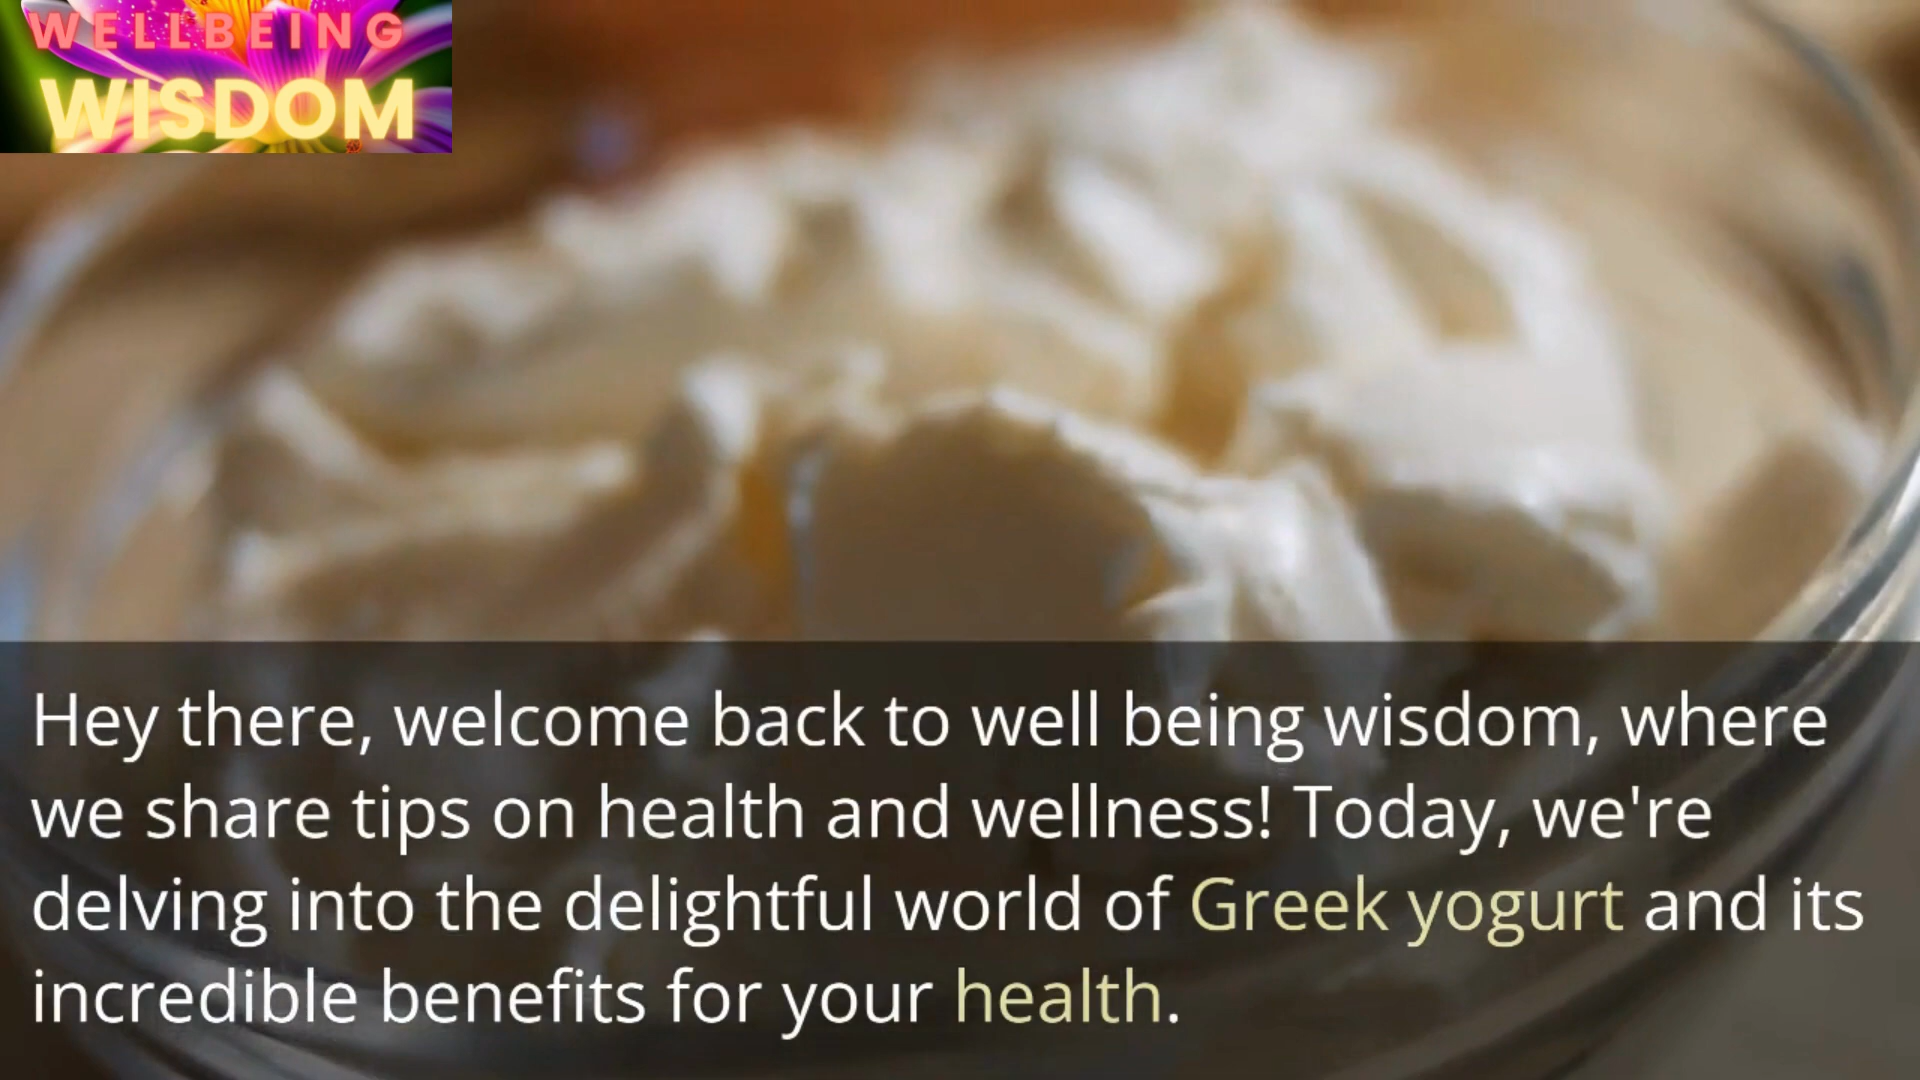 WELLBEING
WISDOM
Hey there, welcome back to well being wisdom, where
we share tips on health and wellness! Today, we're
delving into the delightful world of Greek yogurt and its
incredible benefits for your health.